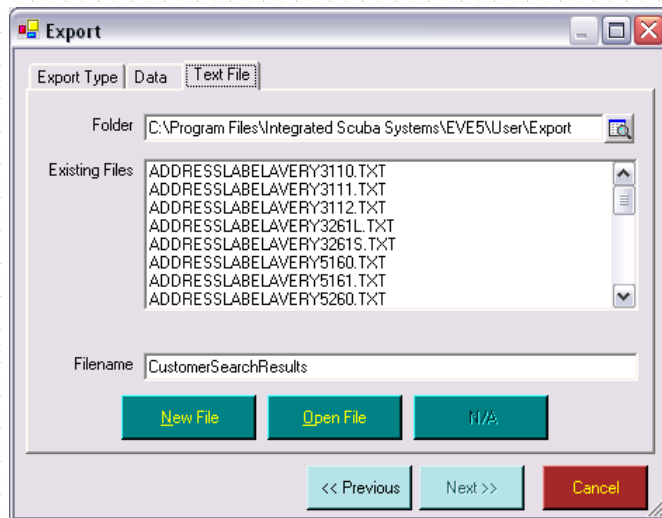 Export
Export Type Data Text File
Folder C:\Program Files\Integrated Scuba Systems\EVE5\User\Export
Existing Files ADDRESSLABELAVERY3110.TXT
ADDRESSLABELAVERY3111.TXT
ADDRESSLABELAVERY3112.TXT
ADDRESSLABELAVERY3261L.TXT
ADDRESSLABELAVERY3261S.TXT
ADDRESSLABELAVERY5160.TXT
ADDRESSLABELAVERY5161.TXT
ADDRESSLABELAVERY5260.TXT
Filename CustomerSearchResults
New File Open File N/A
<< Previous Next >> Cancel